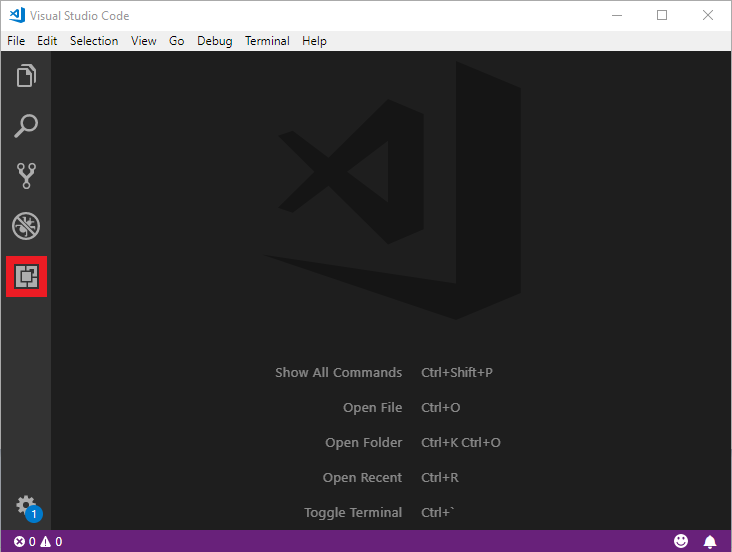 Visual Studio Code
File Edit Selection View Go Debug Terminal Help
Show All Commands Ctrl+Shift+P
Open File Ctrl+O
Open Folder Ctrl+K Ctrl+O
Open Recent Ctrl+R
Toggle Terminal Ctrl+`
1
0 0